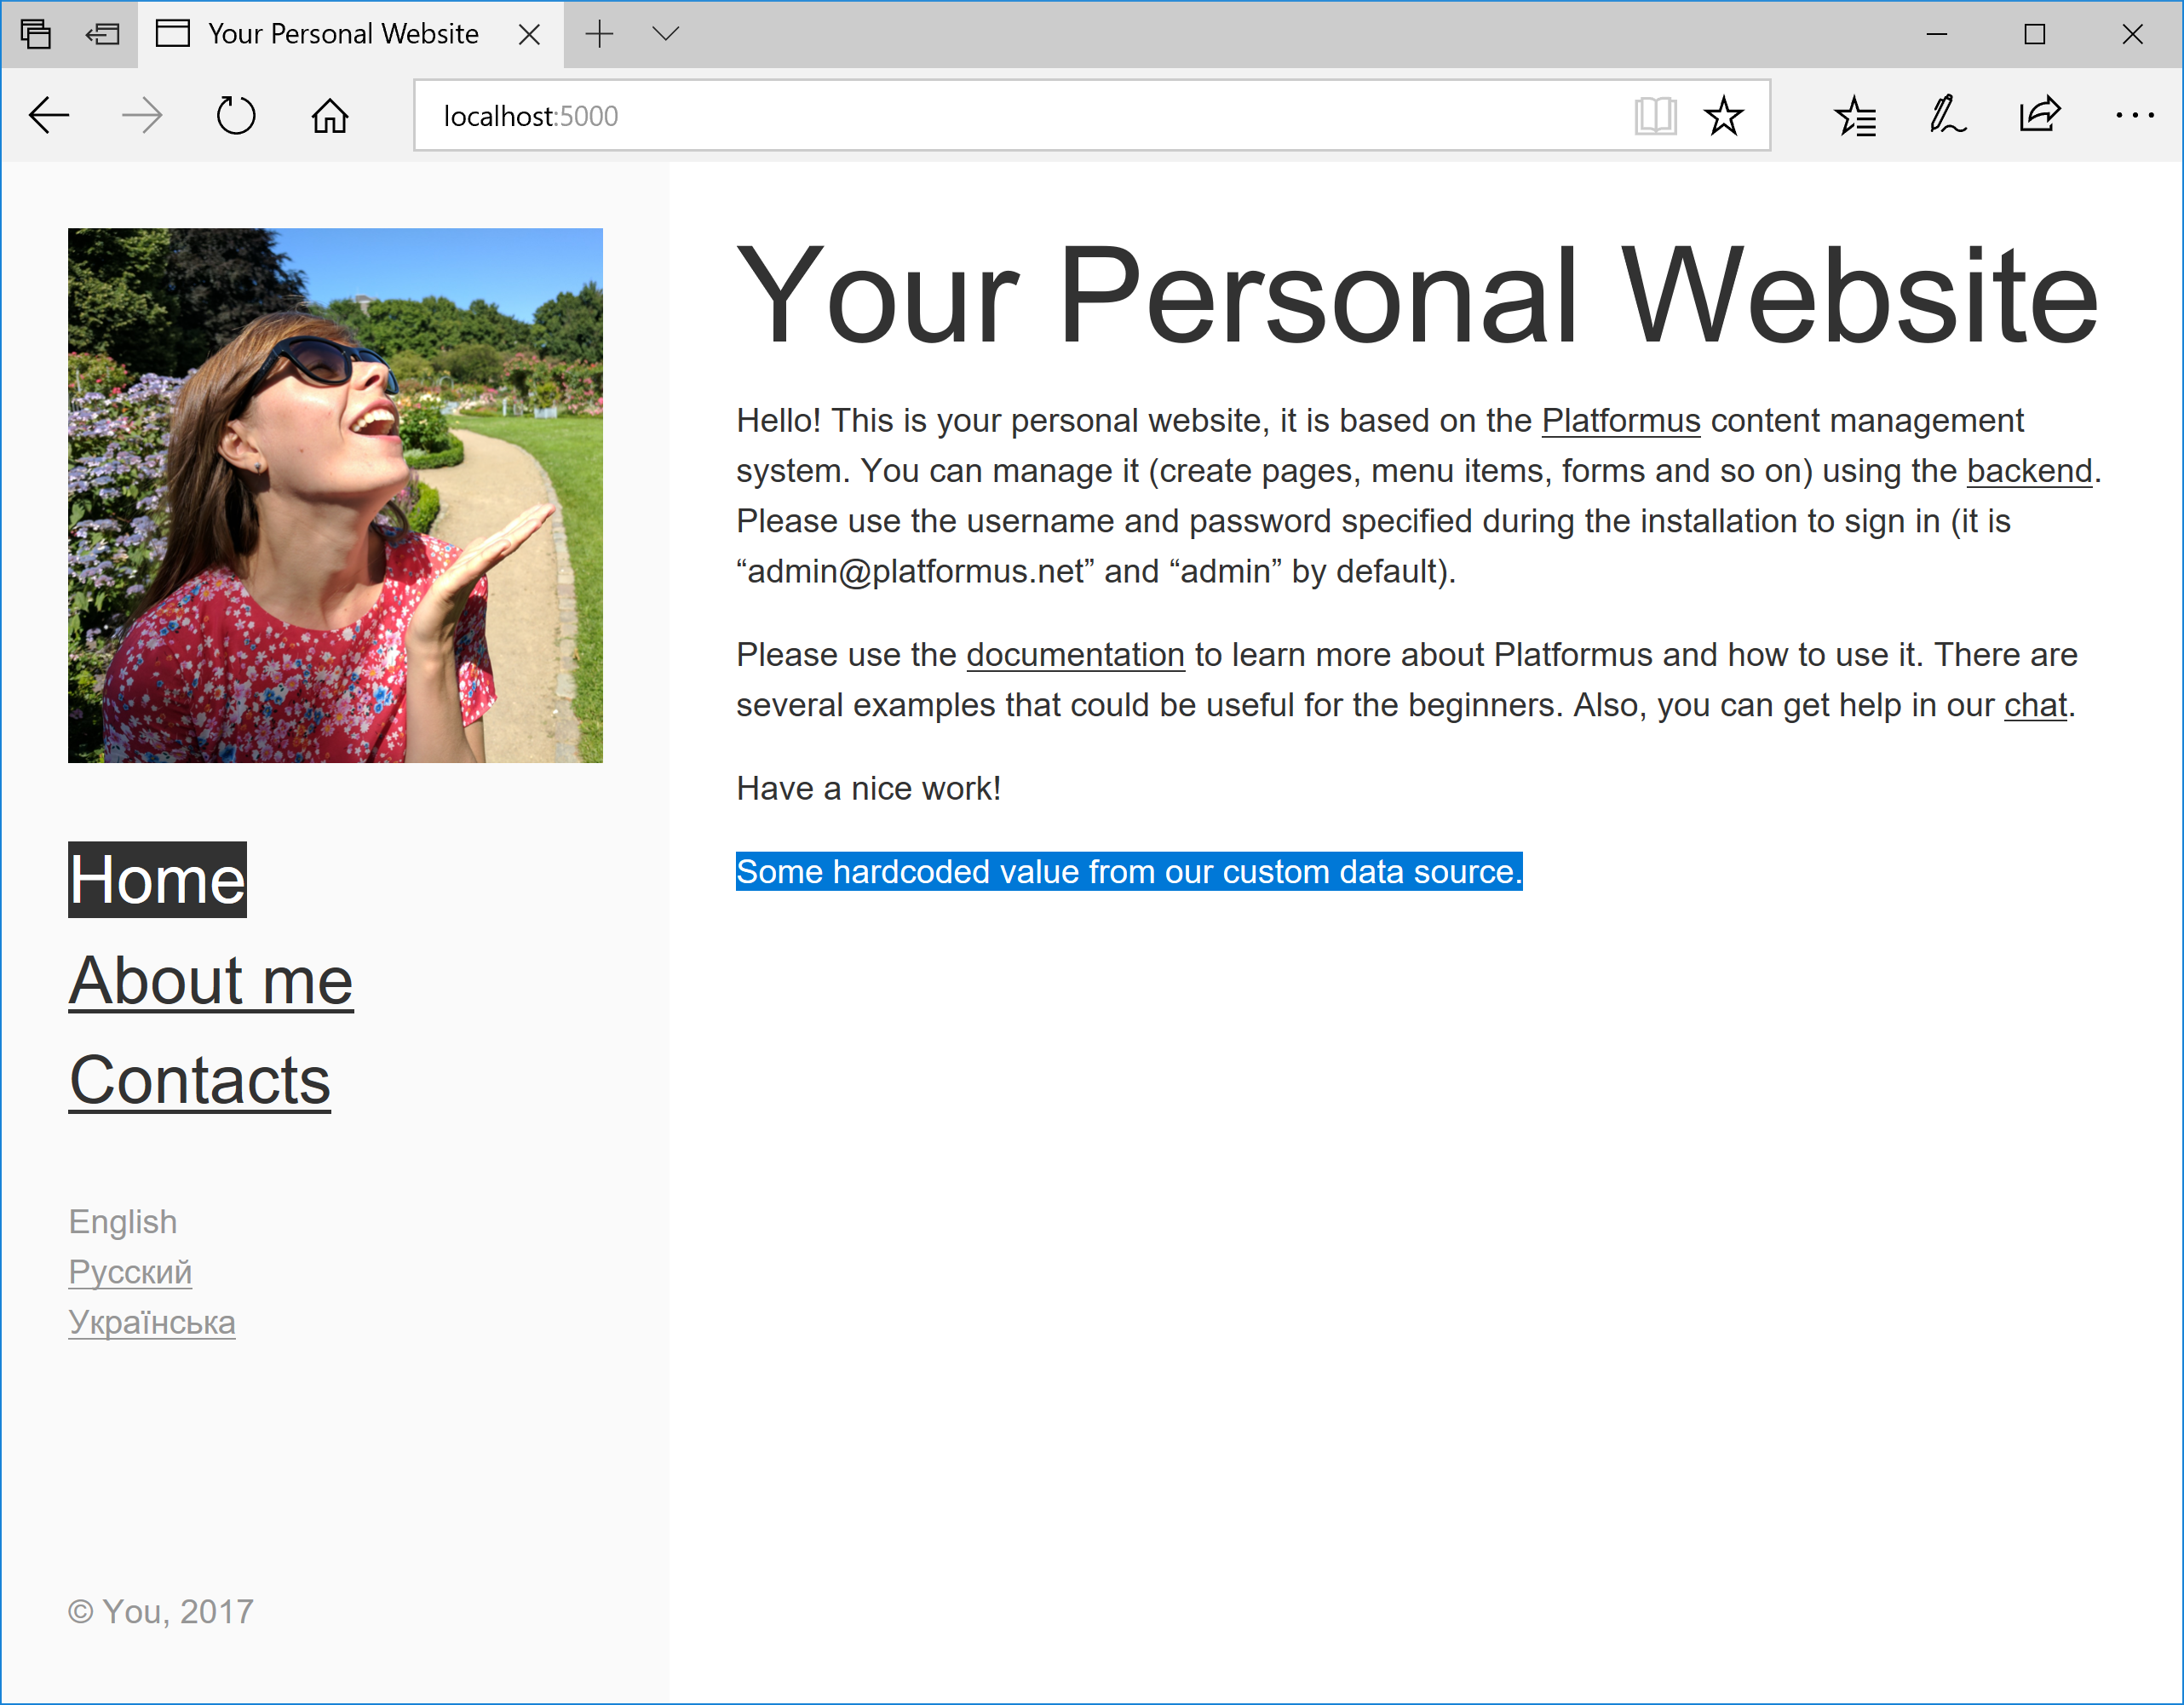 Your Personal Website
localhost:5000
Your Personal Website
Hello! This is your personal website, it is based on the Platformus content management
system. You can manage it (create pages, menu items, forms and so on) using the backend.
Please use the username and password specified during the installation to sign in (it is
“admin@platformus.net” and “admin” by default).
Please use the documentation to learn more about Platformus and how to use it. There are
several examples that could be useful for the beginners. Also, you can get help in our chat.
Have a nice work!
Some hardcoded value from our custom data source.
Home
About me
Contacts
English
Русский
Українська
© You, 2017